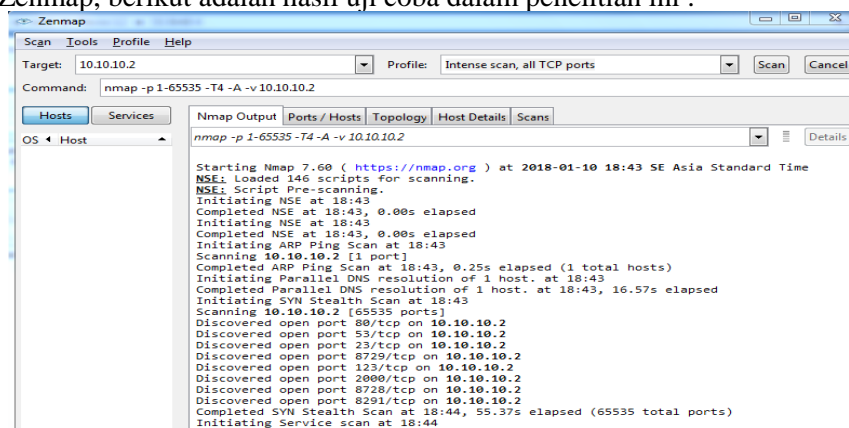 Zenmap, berikut adalah hasil uji coba dalam penelitian ini :
Zenmap
Scan Tools Profile Help
Target: 10.10.10.2 Profile: Intense scan, all TCP ports Scan Cancel
Command: nmap -p 1-65535 -T4 -A -v 10.10.10.2
Hosts Services Nmap Output Ports / Hosts Topology Host Details Scans
OS Host nmap -p 1-65535 -T4 -A -v 10.10.10.2 Details
Starting Nmap 7.60 ( https://nmap.org ) at 2018-01-10 18:43 SE Asia Standard Time
NSE: Loaded 146 scripts for scanning.
NSE: Script Pre-scanning.
Initiating NSE at 18:43
Completed NSE at 18:43, 0.00s elapsed
Initiating NSE at 18:43
Completed NSE at 18:43, 0.00s elapsed
Initiating ARP Ping Scan at 18:43
Scanning 10.10.10.2 [1 port]
Completed ARP Ping Scan at 18:43, 0.25s elapsed (1 total hosts)
Initiating Parallel DNS resolution of 1 host. at 18:43
Completed Parallel DNS resolution of 1 host. at 18:43, 16.57s elapsed
Initiating SYN Stealth Scan at 18:43
Scanning 10.10.10.2 [65535 ports]
Discovered open port 80/tcp on 10.10.10.2
Discovered open port 53/tcp on 10.10.10.2
Discovered open port 23/tcp on 10.10.10.2
Discovered open port 8729/tcp on 10.10.10.2
Discovered open port 123/tcp on 10.10.10.2
Discovered open port 2000/tcp on 10.10.10.2
Discovered open port 8728/tcp on 10.10.10.2
Discovered open port 8291/tcp on 10.10.10.2
Completed SYN Stealth Scan at 18:44, 55.37s elapsed (65535 total ports)
Initiating Service scan at 18:44